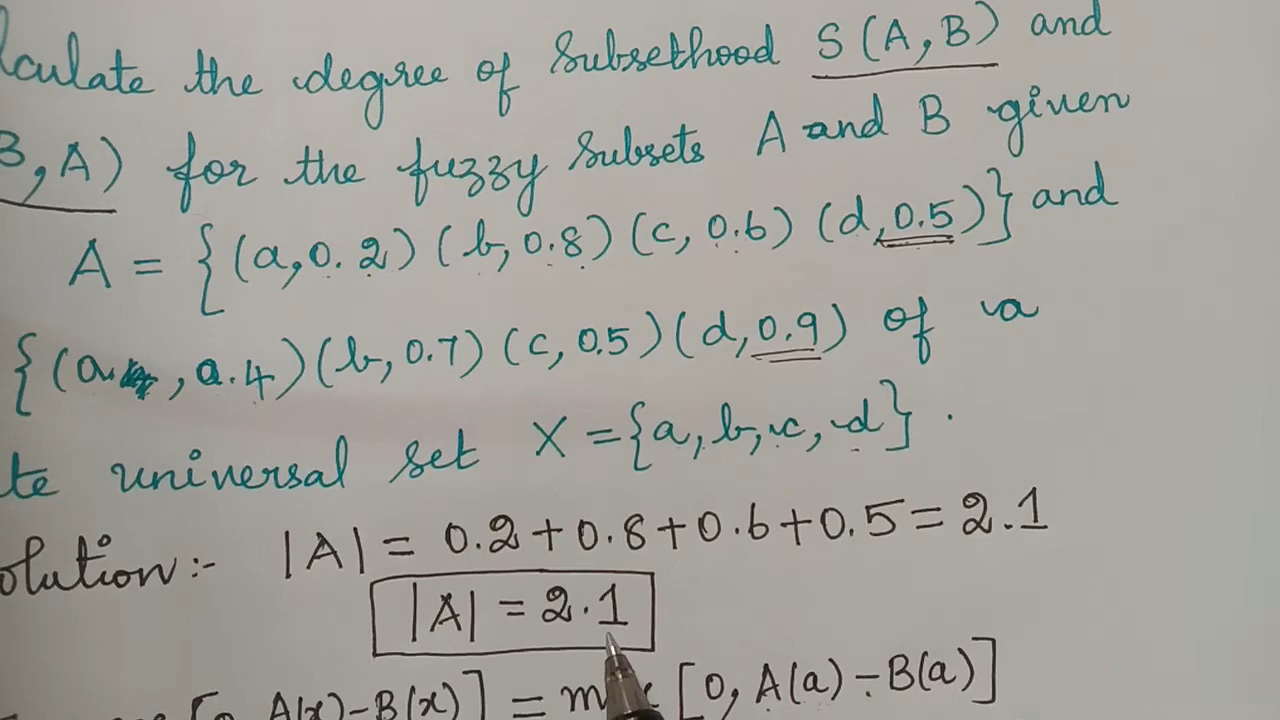 lculate the degree of Subsethood S(A,B) and
B,A) for the fuzzy Subsets A and B given
A = {(a,0.2) (b,0.8) (c,0.6) (d,0.5)} and
{(a, 0.4)(b,0.7) (c,0.5)(d,0.9) of a
te universal set X = {a, b, c, d}.
olution:- |A| = 0.2+0.8+0.6+0.5 = 2.1
|A| = 2.1
[0, A(x)-B(x)] = max [0, A(a) - B(a)]